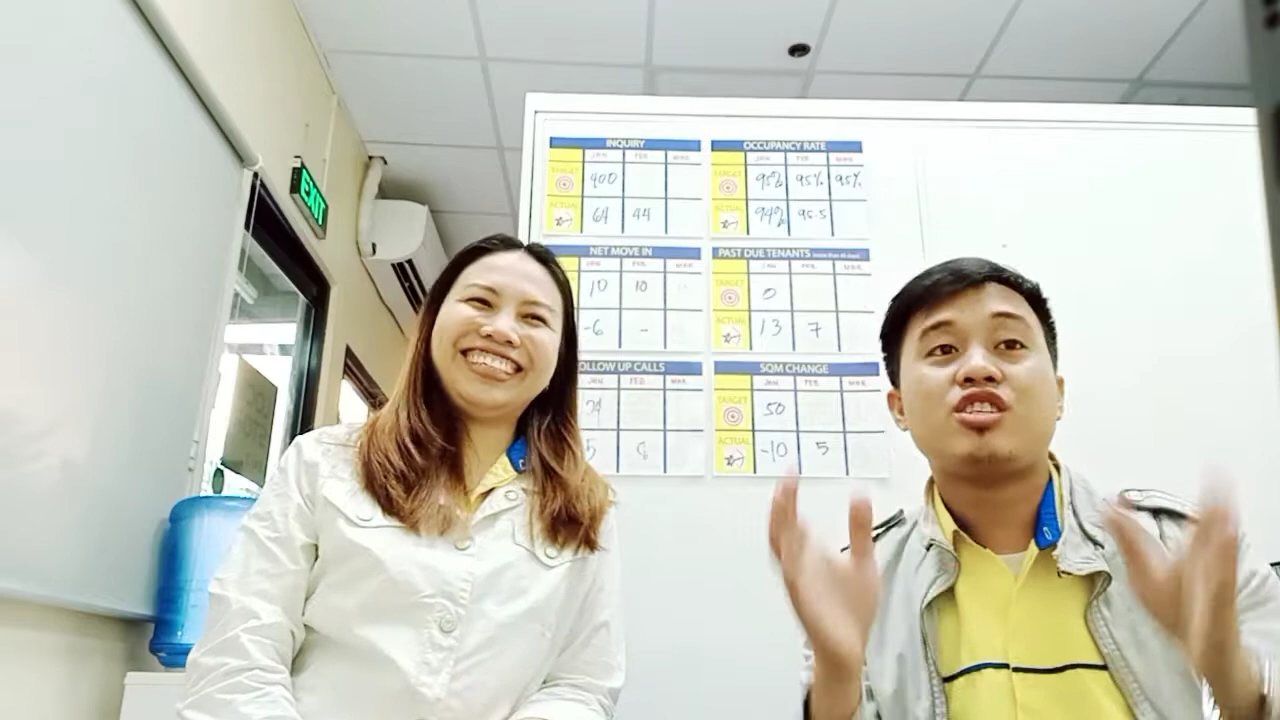 EXIT
INQUIRY
JAN FEB MAR
TARGET 400
ACTUAL 64 44
OCCUPANCY RATE
JAN FEB MAR
TARGET 95% 95% 95%
ACTUAL 94% 95.5
NET MOVE IN
JAN FEB MAR
10 10
-6 -
PAST DUE TENANTS
JAN FEB MAR
TARGET 0
ACTUAL 13 7
OLLOW UP CALLS
JAN FEB MAR
5
SQM CHANGE
JAN FEB MAR
TARGET 50
ACTUAL -10 5